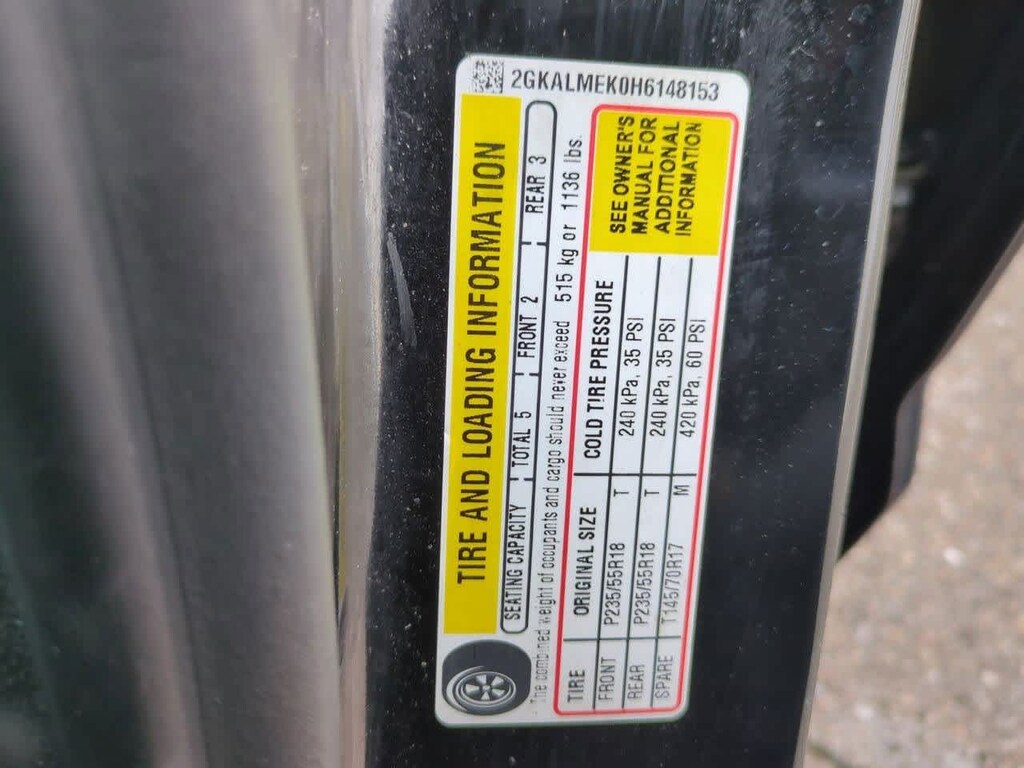 2GKALMEK0H6148153
TIRE AND LOADING INFORMATION
SEATING CAPACITY TOTAL 5 FRONT 2 REAR 3
The combined weight of occupants and cargo should never exceed 515 kg or 1136 lbs.
TIRE ORIGINAL SIZE COLD TIRE PRESSURE
FRONT P235/55R18 T 240 kPa, 35 PSI
REAR P235/55R18 T 240 kPa, 35 PSI
SPARE T145/70R17 M 420 kPa, 60 PSI
SEE OWNER'S
MANUAL FOR
ADDITIONAL
INFORMATION